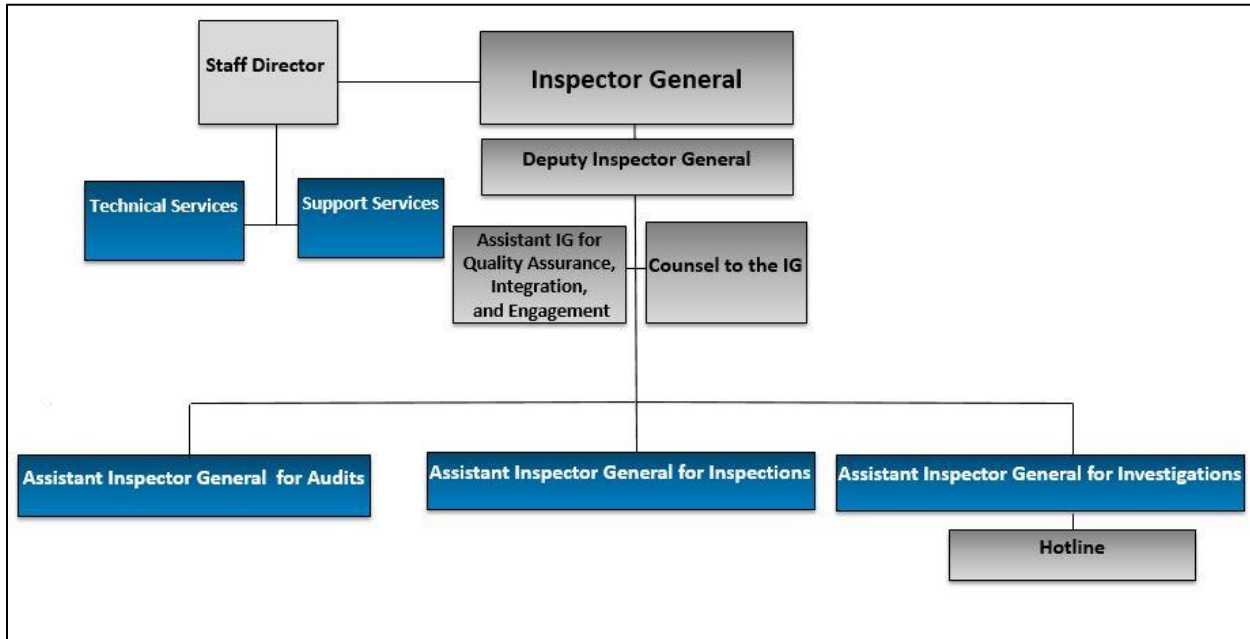 Staff Director
Inspector General
Deputy Inspector General
Technical Services
Support Services
Assistant IG for
Quality Assurance,
Integration,
and Engagement
Counsel to the IG
Assistant Inspector General for Audits
Assistant Inspector General for Inspections
Assistant Inspector General for Investigations
Hotline